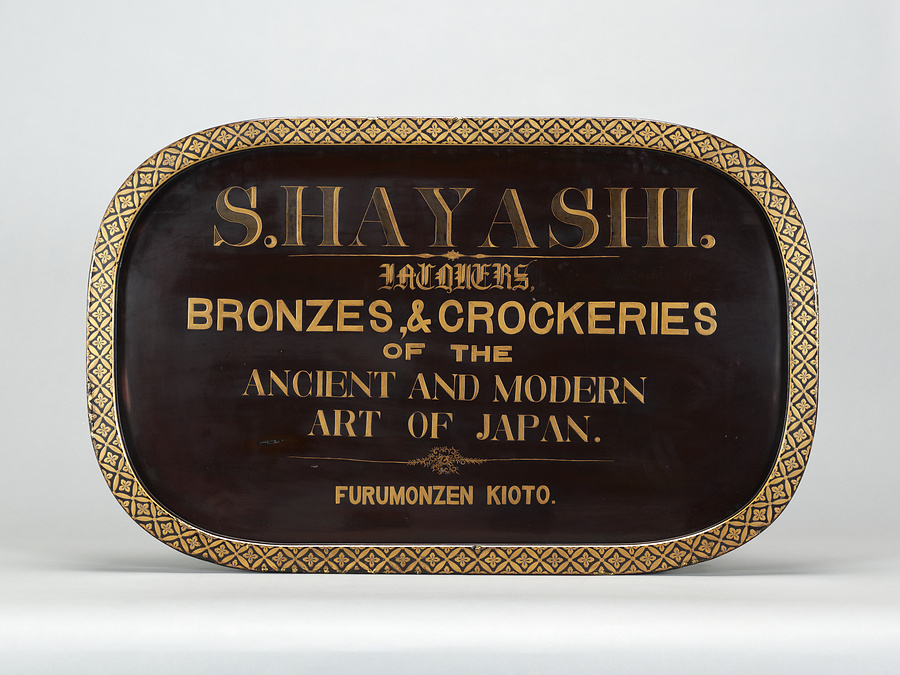 S.HAYASHI.
LACQUERS,
BRONZES,& CROCKERIES
OF THE
ANCIENT AND MODERN
ART OF JAPAN.
FURUMONZEN KIOTO.